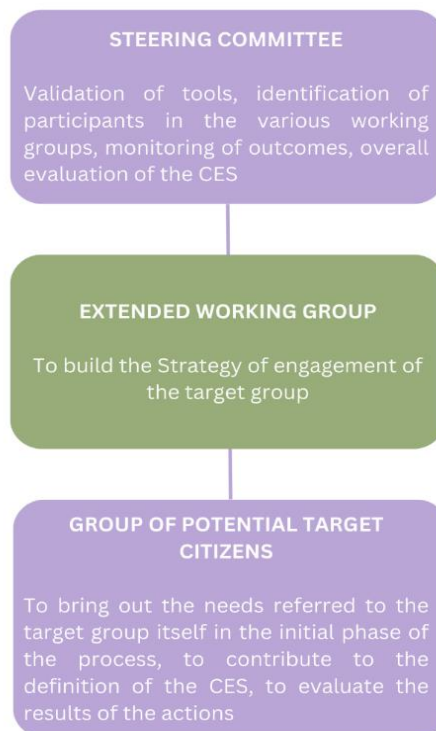 STEERING COMMITTEE
Validation of tools, identification of
participants in the various working
groups, monitoring of outcomes, overall
evaluation of the CES
EXTENDED WORKING GROUP
To build the Strategy of engagement of
the target group
GROUP OF POTENTIAL TARGET
CITIZENS
To bring out the needs referred to the
target group itself in the initial phase of
the process, to contribute to the
definition of the CES, to evaluate the
results of the actions